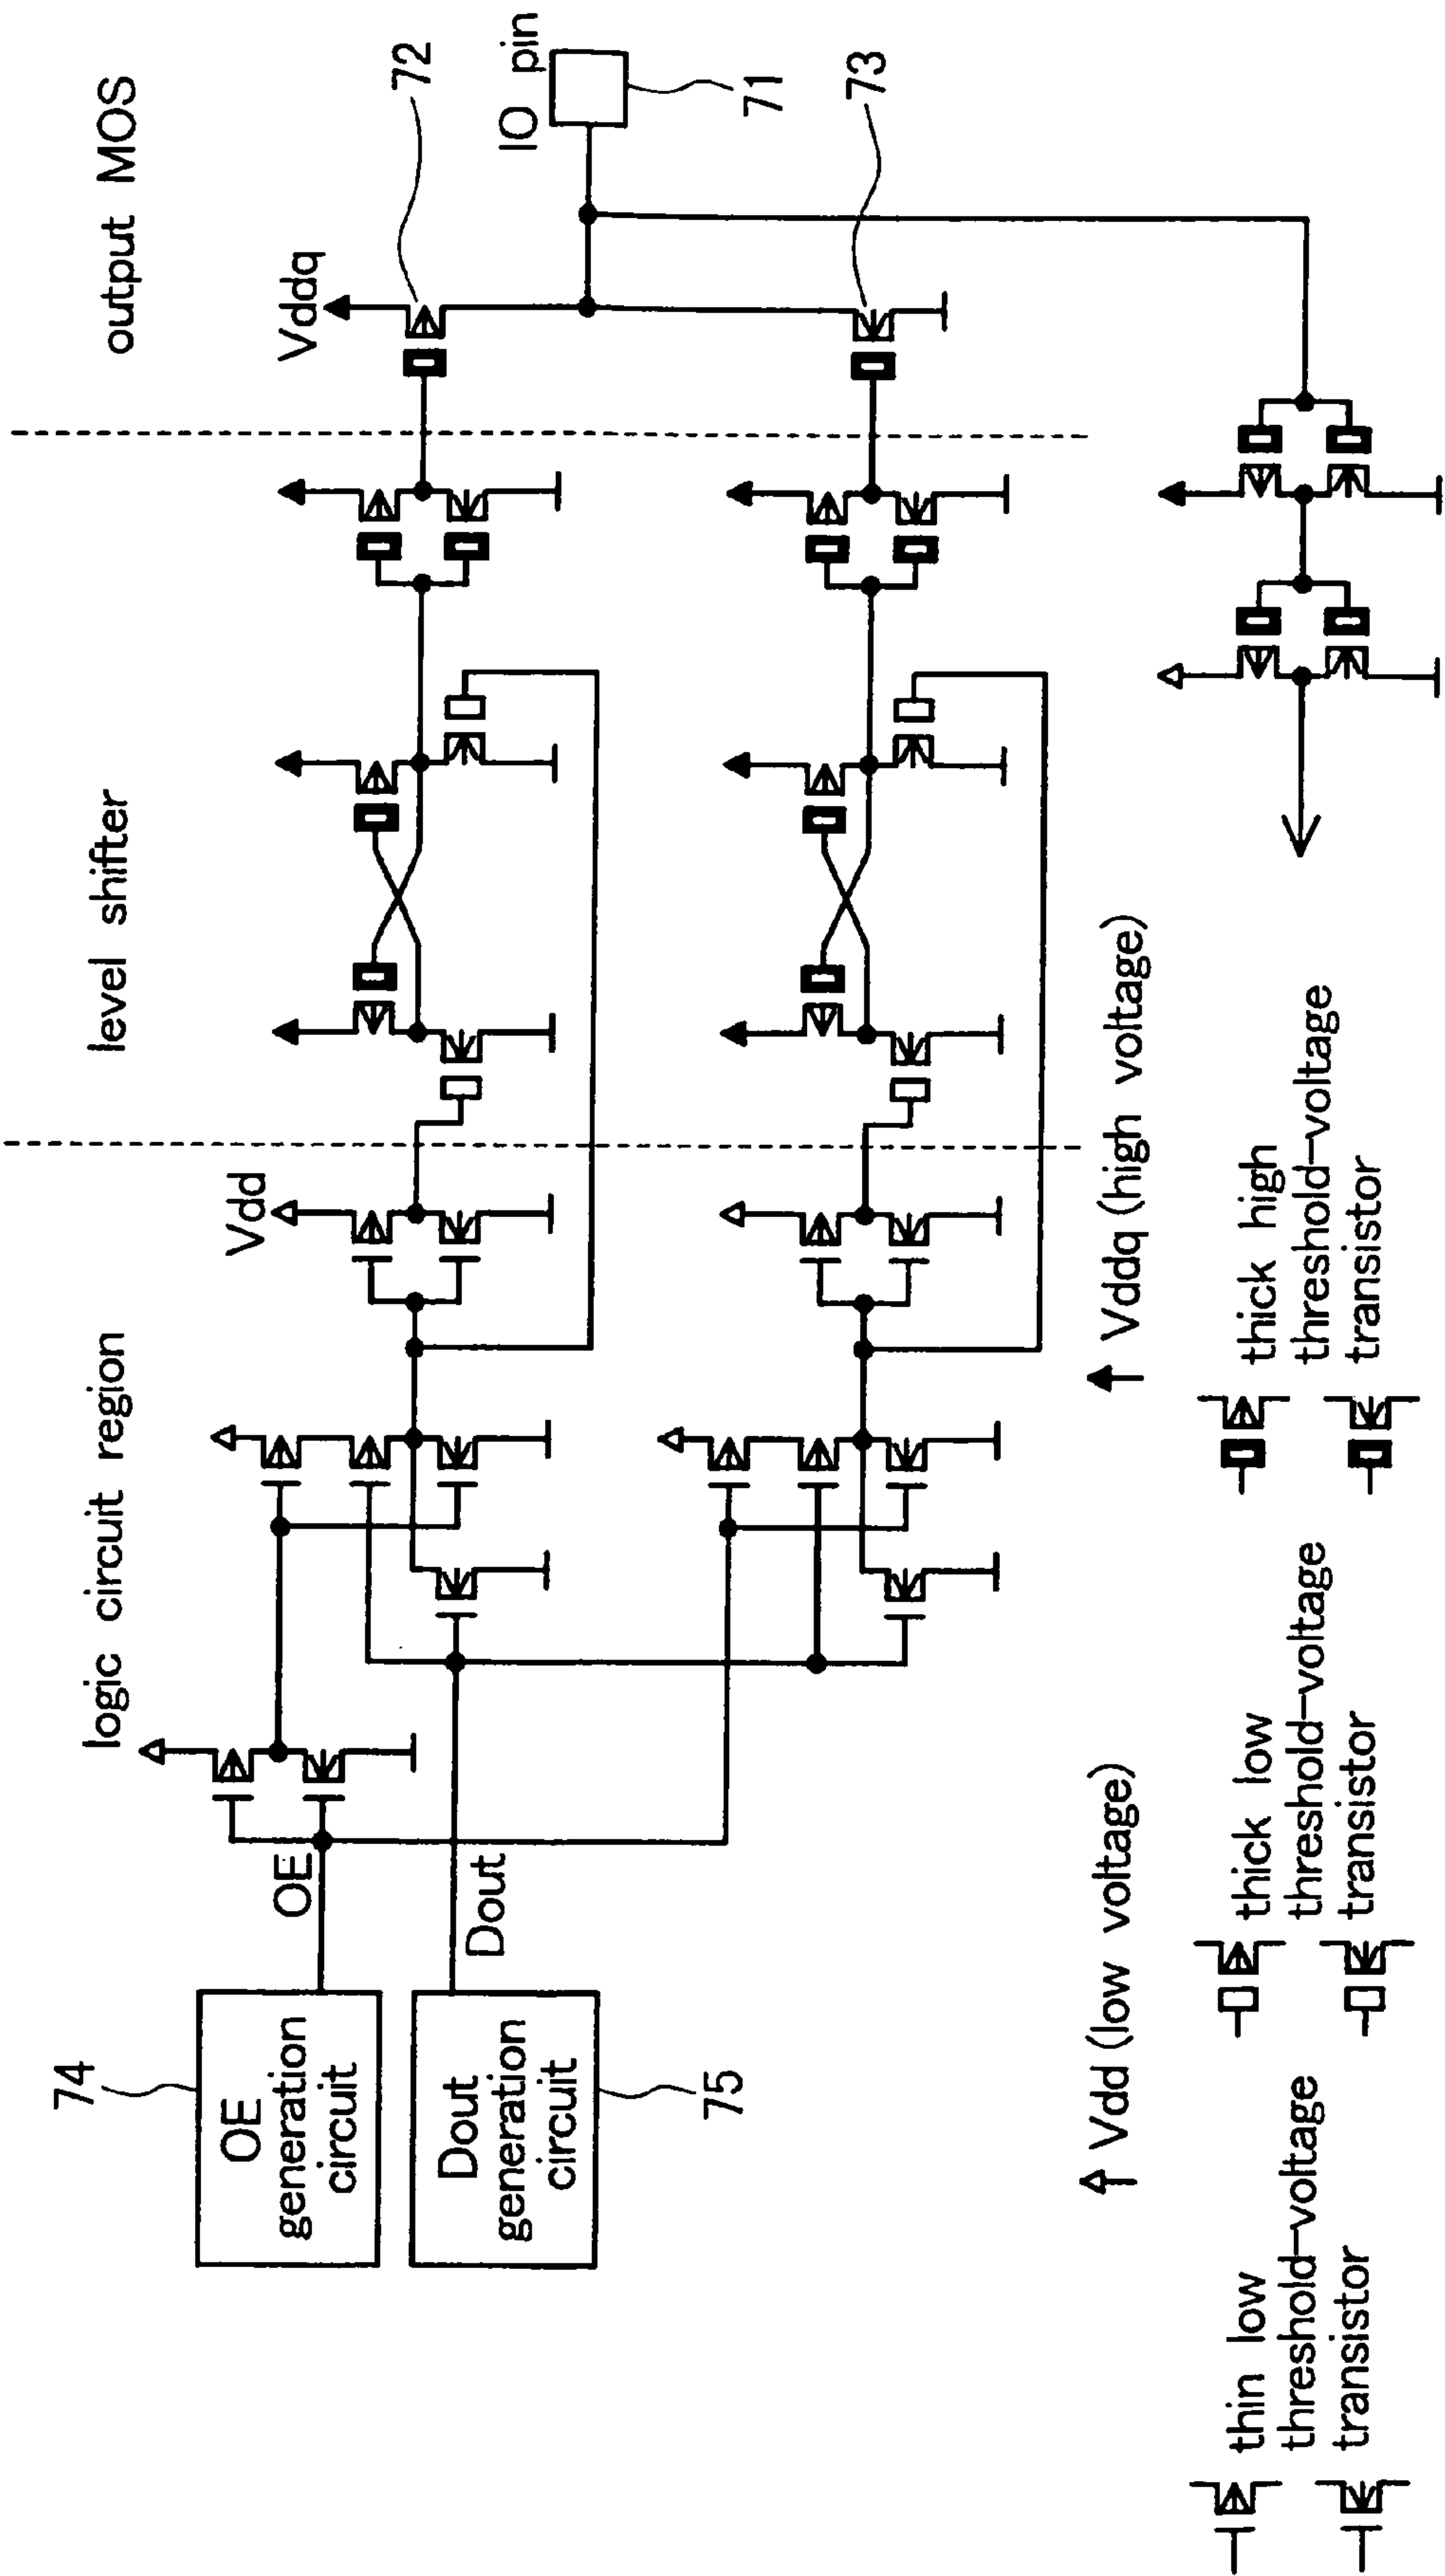 logic circuit region
level shifter
output MOS
Vdd
Vddq
72
IO pin
71
73
74
OE
generation
circuit
OE
Dout
generation
circuit
Dout
75
Vdd (low voltage)
Vddq (high voltage)
thin low
threshold-voltage
transistor
thick low
threshold-voltage
transistor
thick high
threshold-voltage
transistor